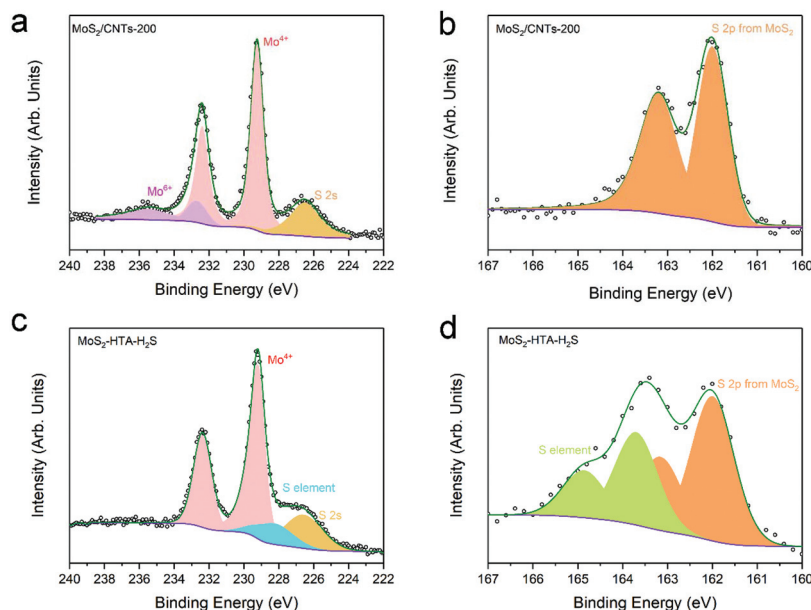 a
MoS₂/CNTs-200
Mo⁴⁺
Mo⁶⁺
S 2s
Intensity (Arb. Units)
240 238 236 234 232 230 228 226 224 222
Binding Energy (eV)
b
MoS₂/CNTs-200
S 2p from MoS₂
Intensity (Arb. Units)
167 166 165 164 163 162 161 160
Binding Energy (eV)
c
MoS₂-HTA-H₂S
Mo⁴⁺
S element
S 2s
Intensity (Arb. Units)
240 238 236 234 232 230 228 226 224 222
Binding Energy (eV)
d
MoS₂-HTA-H₂S
S 2p from MoS₂
S element
Intensity (Arb. Units)
167 166 165 164 163 162 161 160
Binding Energy (eV)